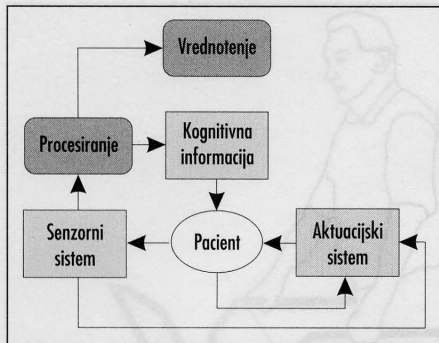 Vrednotenje
Procesiranje
Kognitivna
informacija
Senzorni
sistem
Pacient
Aktuacijski
sistem